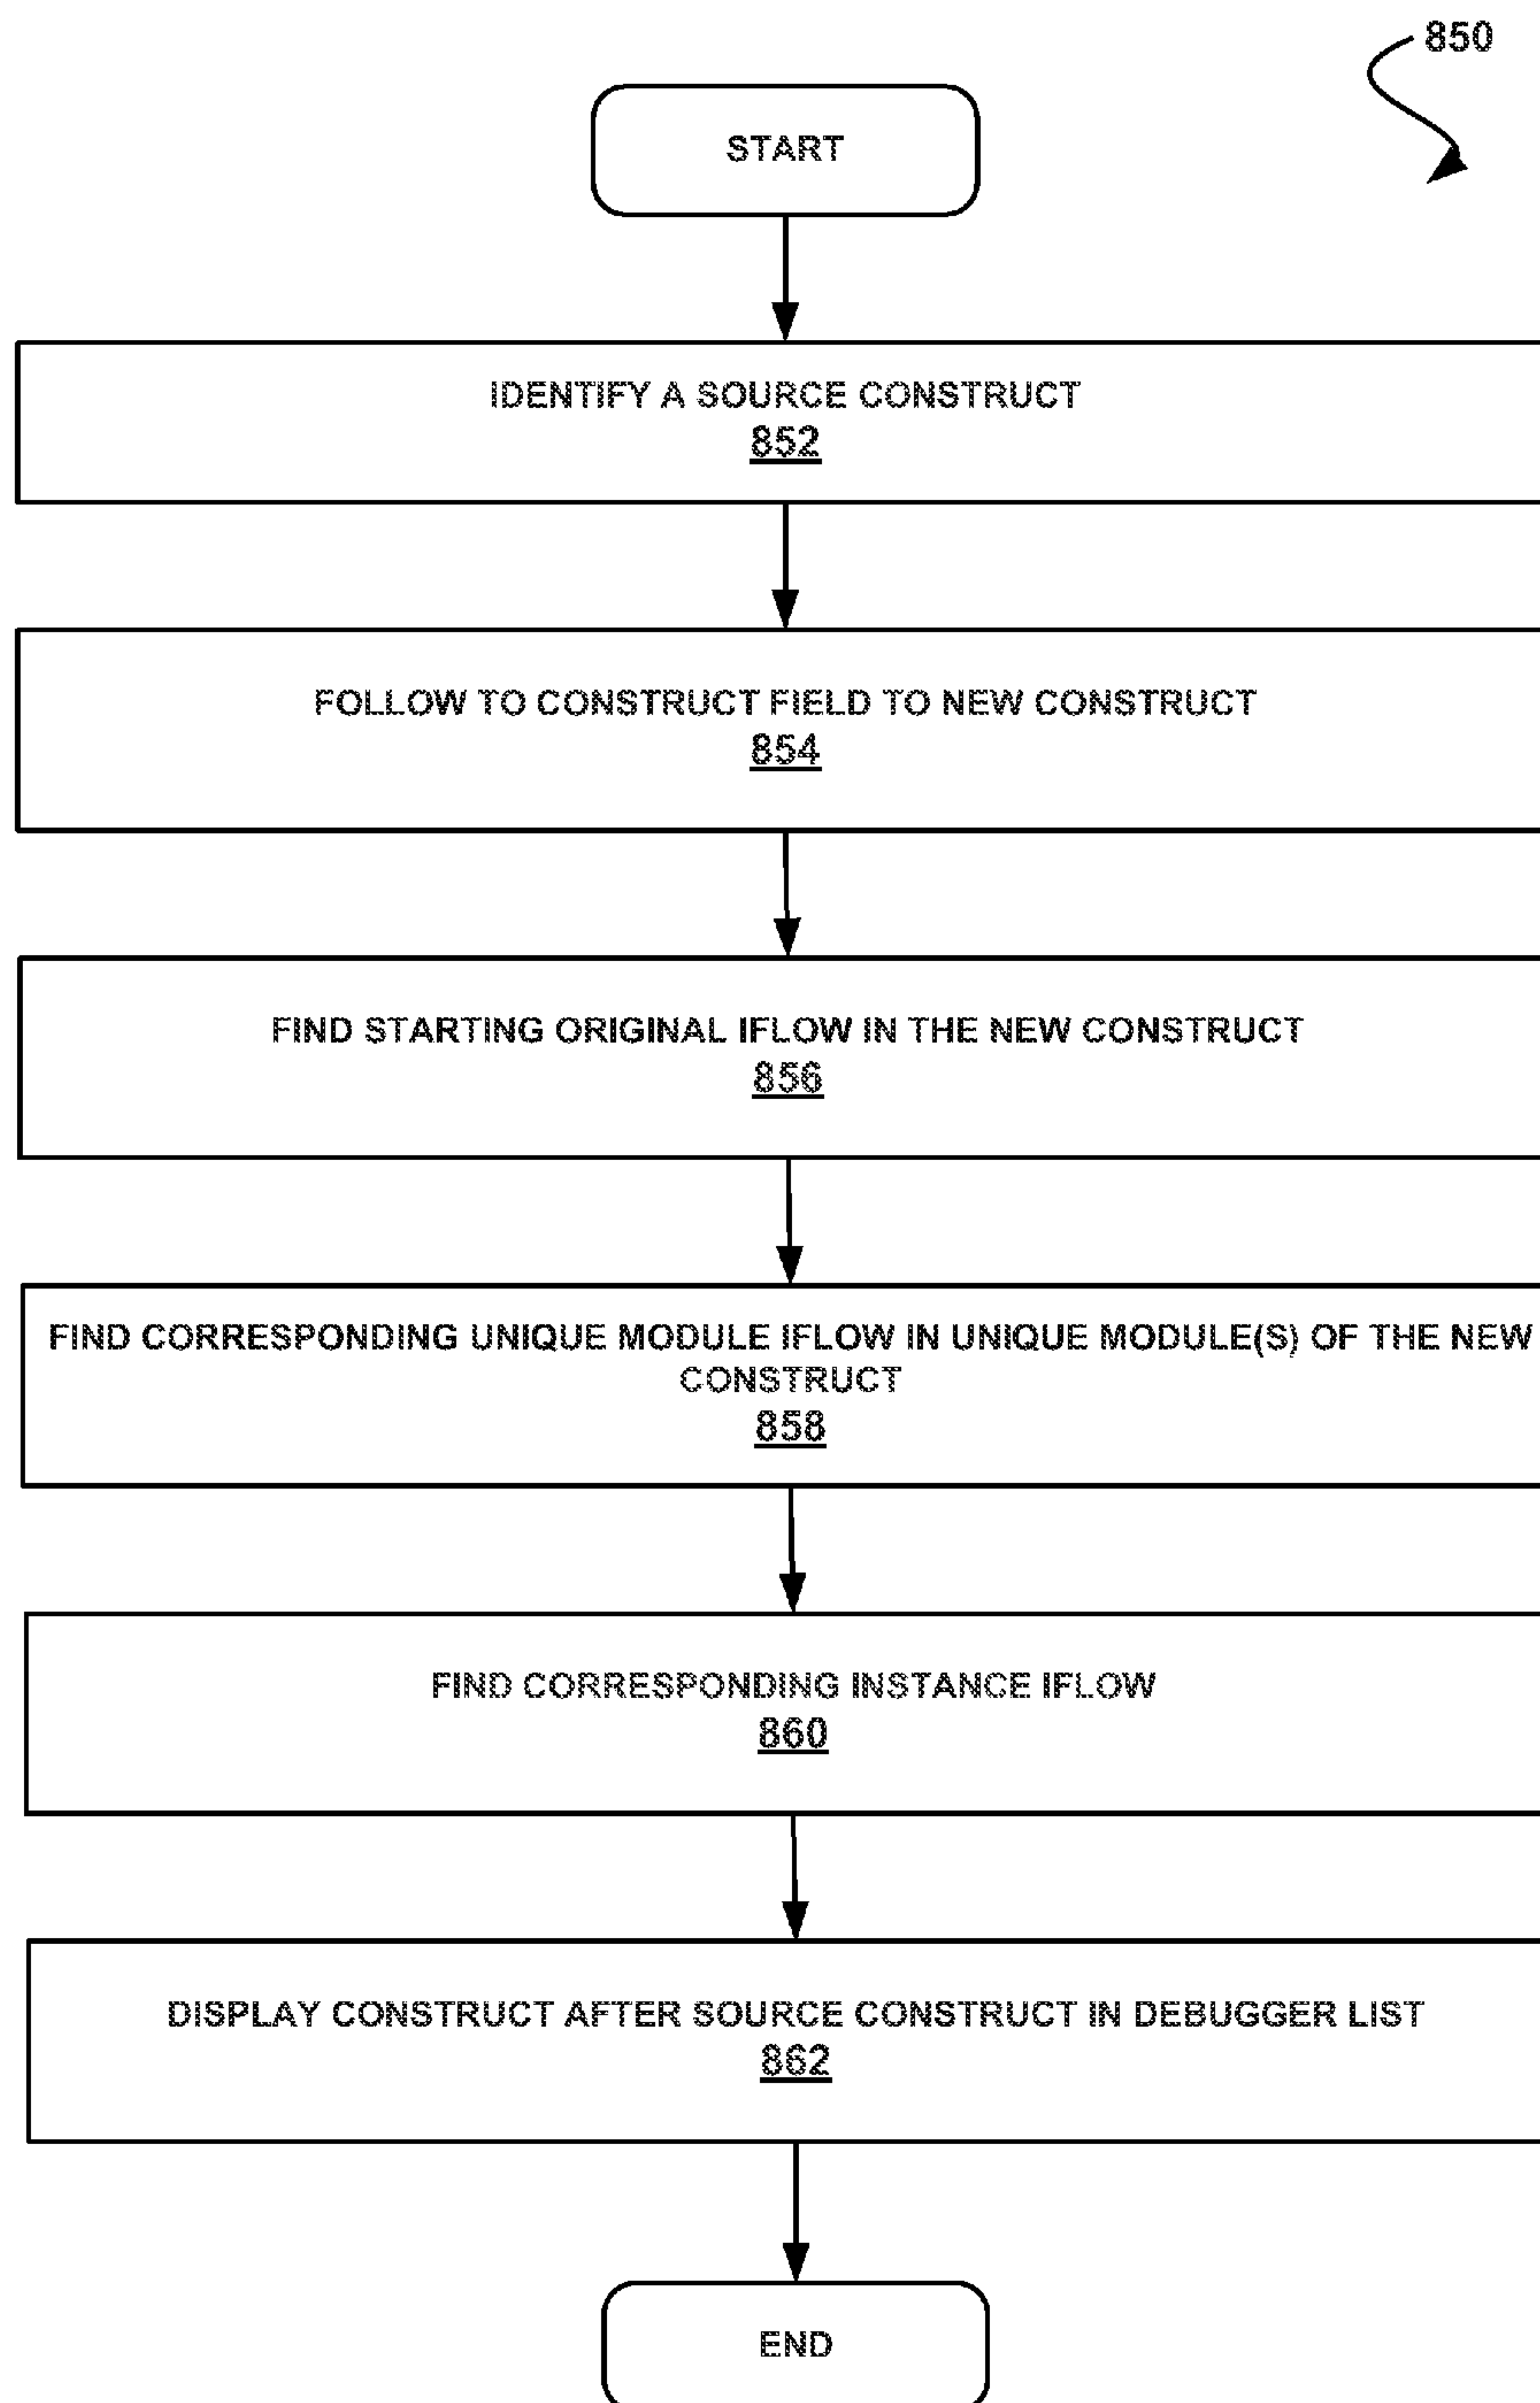 850
START
IDENTIFY A SOURCE CONSTRUCT
852
FOLLOW TO CONSTRUCT FIELD TO NEW CONSTRUCT
854
FIND STARTING ORIGINAL IFLOW IN THE NEW CONSTRUCT
856
FIND CORRESPONDING UNIQUE MODULE IFLOW IN UNIQUE MODULE(S) OF THE NEW
CONSTRUCT
858
FIND CORRESPONDING INSTANCE IFLOW
860
DISPLAY CONSTRUCT AFTER SOURCE CONSTRUCT IN DEBUGGER LIST
862
END